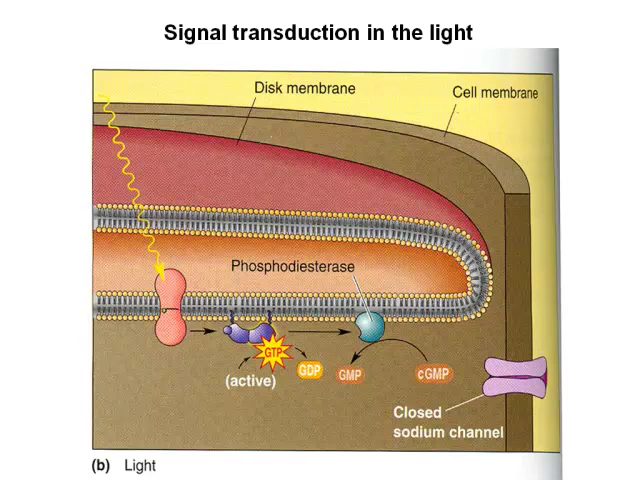 Signal transduction in the light
Disk membrane
Cell membrane
Phosphodiesterase
GTP
GDP
GMP
cGMP
(active)
Closed
sodium channel
(b) Light